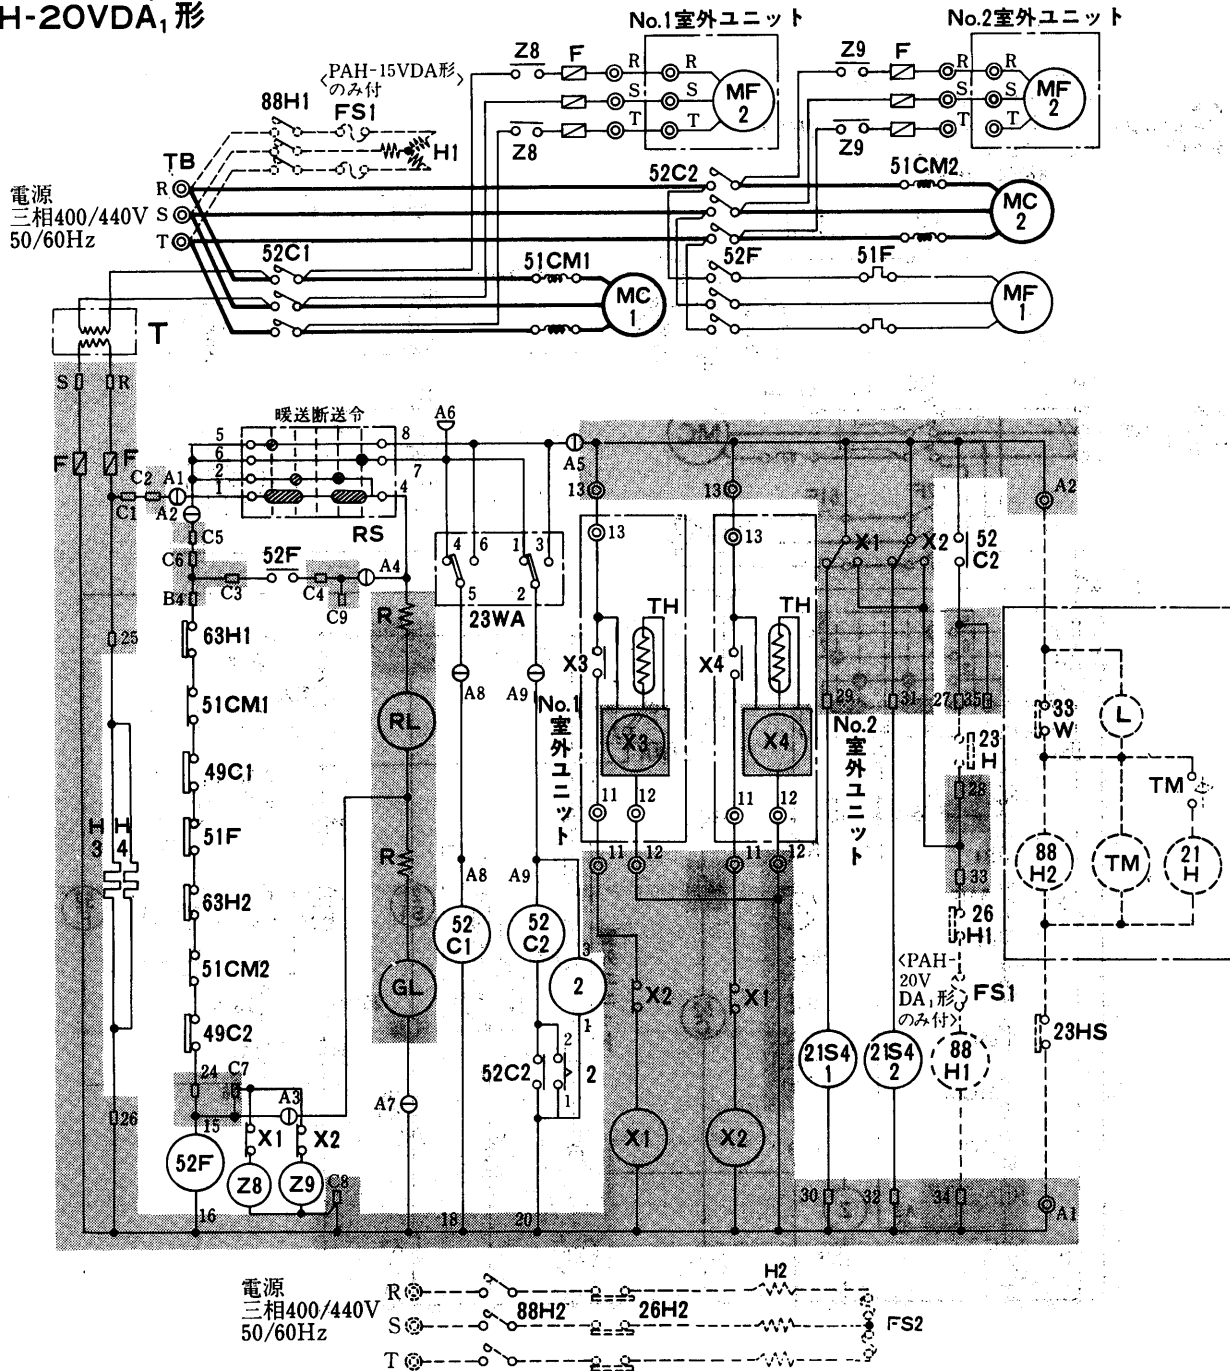 H-20VDA₁形
No.1室外ユニット
No.2室外ユニット
Z8
F
R
R
S
S
T
T
MF
2
Z8
Z9
F
R
R
S
S
T
T
MF
2
Z9
〈PAH-15VDA形〉
のみ付
88H1
FS1
H1
TB
電源
三相400/440V
50/60Hz
R
S
T
52C2
51CM2
MC
2
52C1
51CM1
MC
1
52F
51F
MF
1
T
S
R
F
F
暖送断送令
5
6
2
1
8
7
4
RS
C1
C2
A1
A2
C5
C6
B4
C3
52F
C4
C9
A4
A6
A5
4
6
1
3
5
2
23WA
A8
A9
63H1
51CM1
49C1
51F
63H2
51CM2
49C2
25
H
3
H
4
26
R
RL
R
GL
A7
24
C7
15
A3
52F
16
X1
X2
Z8
Z9
C8
A8
A9
52
C1
52
C2
3
2
1
52C2
2
2
1
18
20
13
13
13
13
TH
TH
X3
X4
X3
X4
No.1
室外ユニット
11
12
11
12
11
12
11
12
X2
X1
X1
X2
No.2
室外ユニット
X1
X2
52
C2
29
31
27
35
23
H
28
33
26
H1
〈PAH-
20V
DA₁形
のみ付〉
FS1
88
H1
21S4
1
21S4
2
30
32
34
A2
33
W
L
TM
88
H2
TM
21
H
23HS
A1
電源
三相400/440V
50/60Hz
R
S
T
88H2
26H2
H2
FS2